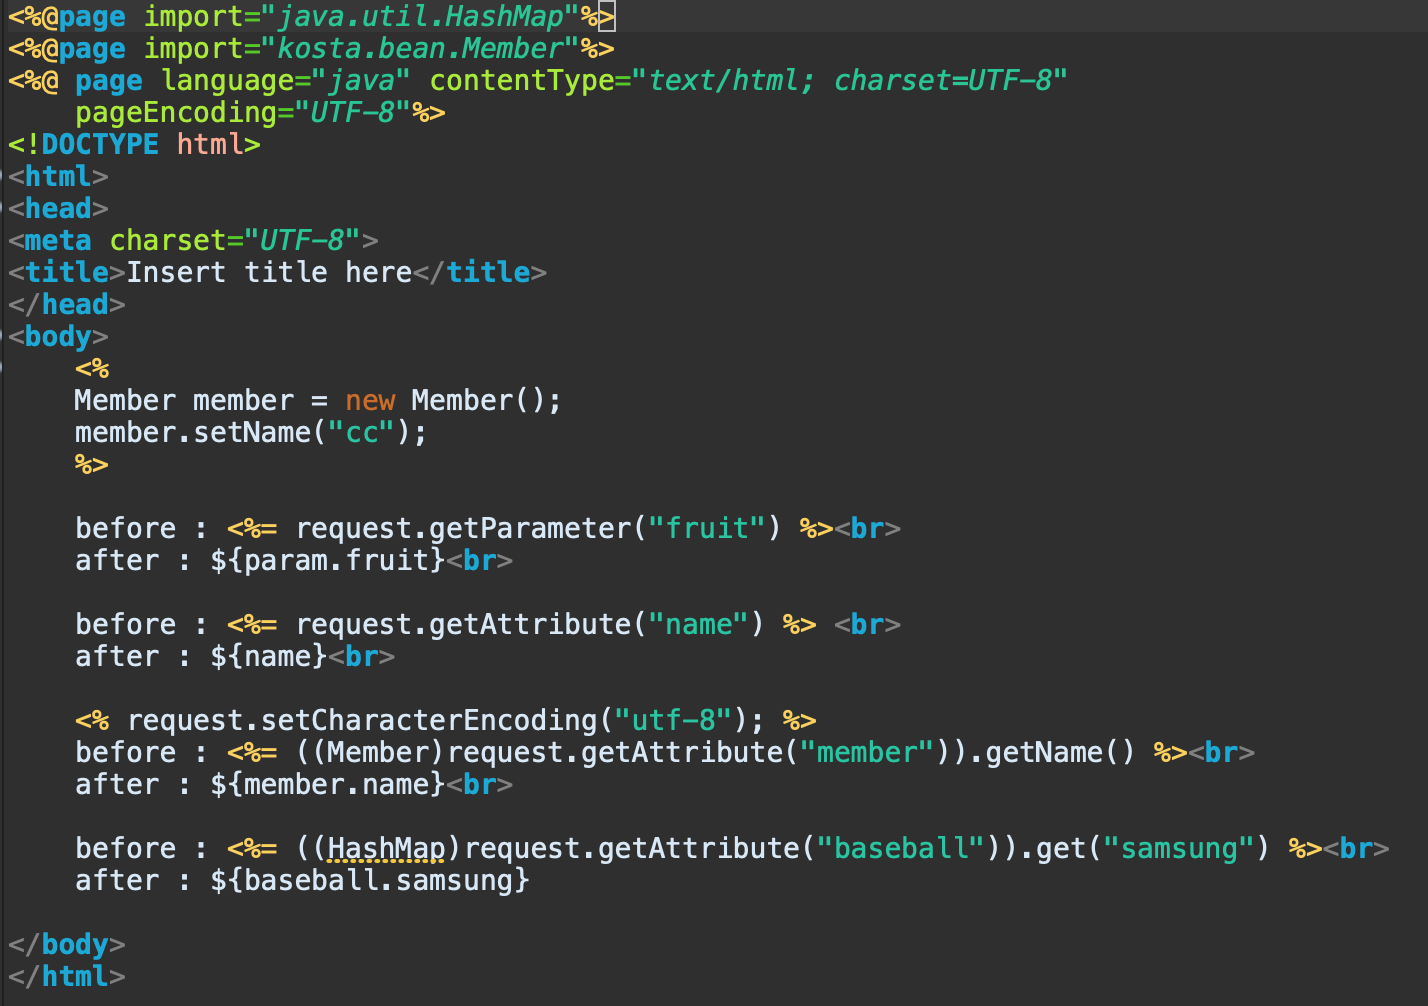 <%@page import="java.util.HashMap"%>
<%@page import="kosta.bean.Member"%>
<%@ page language="java" contentType="text/html; charset=UTF-8"
    pageEncoding="UTF-8"%>
<!DOCTYPE html>
<html>
<head>
<meta charset="UTF-8">
<title>Insert title here</title>
</head>
<body>
    <%
    Member member = new Member();
    member.setName("cc");
    %>

    before : <%= request.getParameter("fruit") %><br>
    after : ${param.fruit}<br>

    before : <%= request.getAttribute("name") %> <br>
    after : ${name}<br>

    <% request.setCharacterEncoding("utf-8"); %>
    before : <%= ((Member)request.getAttribute("member")).getName() %><br>
    after : ${member.name}<br>

    before : <%= ((HashMap)request.getAttribute("baseball")).get("samsung") %><br>
    after : ${baseball.samsung}

</body>
</html>